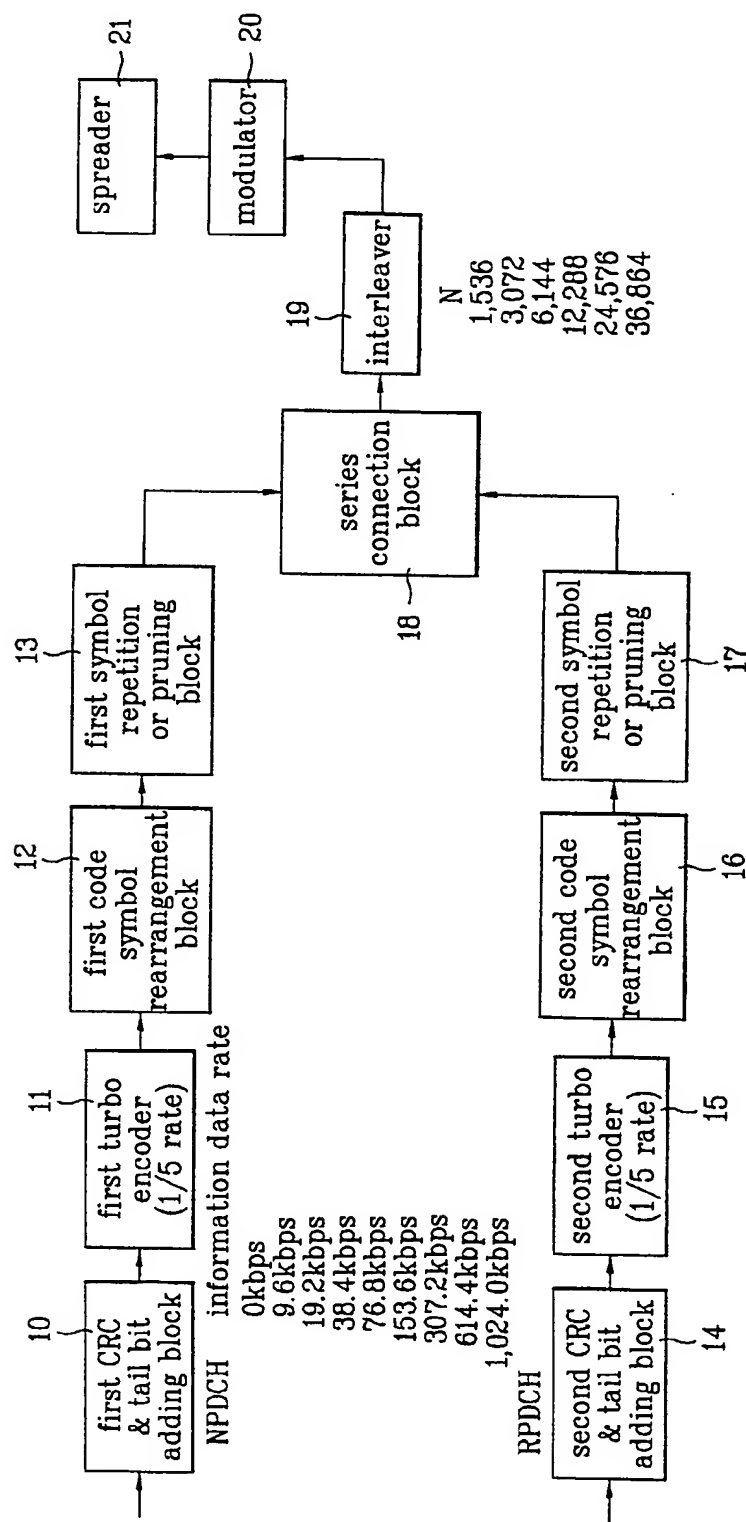 10
first CRC
& tail bit
adding block
NPDCH
11
first turbo
encoder
(1/5 rate)
information data rate
0kbps
9.6kbps
19.2kbps
38.4kbps
76.8kbps
153.6kbps
307.2kbps
614.4kbps
1,024.0kbps
12
first code
symbol
rearrangement
block
13
first symbol
repetition
or pruning
block
RPDCH
second CRC
& tail bit
adding block
14
second turbo
encoder
(1/5 rate)
15
second code
symbol
rearrangement
block
16
second symbol
repetition
or pruning
block
17
series
connection
block
18
19
interleaver
N
1,536
3,072
6,144
12,288
24,576
36,864
modulator
20
spreader
21